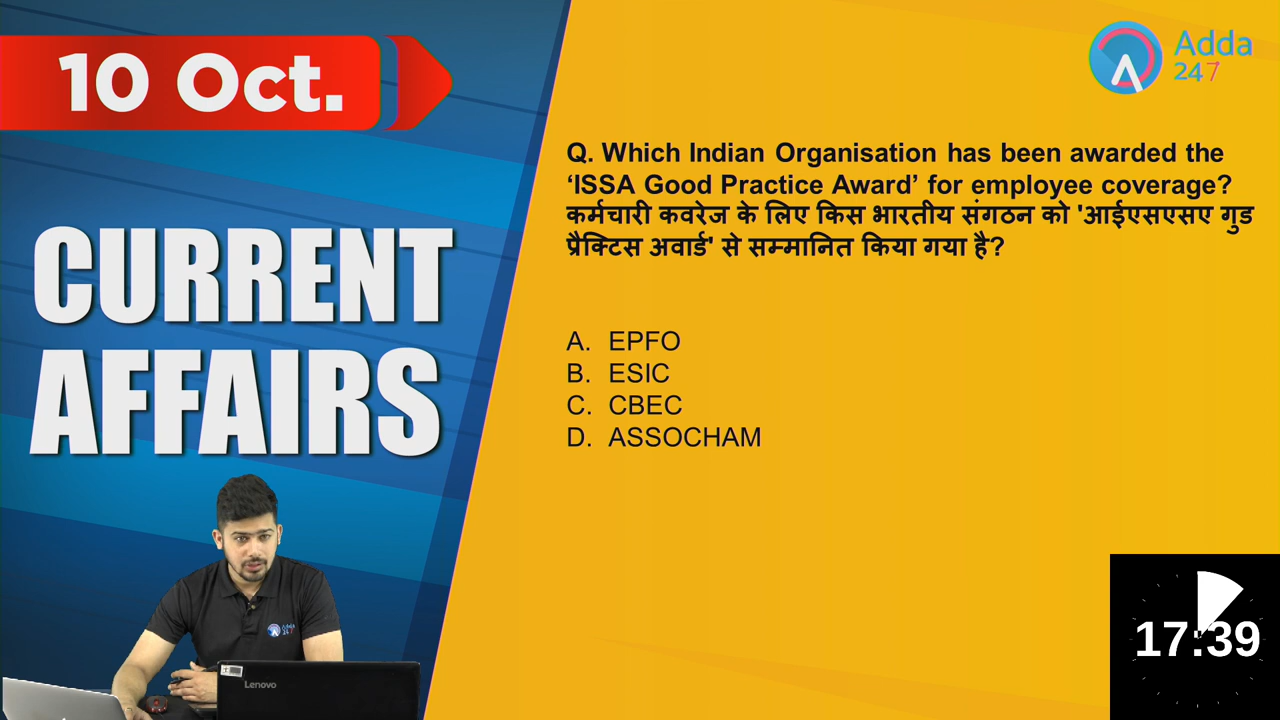 10 Oct.
CURRENT
AFFAIRS
Adda
247
Q. Which Indian Organisation has been awarded the
‘ISSA Good Practice Award’ for employee coverage?
कर्मचारी कवरेज के लिए किस भारतीय संगठन को 'आईएसएसए गुड
प्रैक्टिस अवार्ड' से सम्मानित किया गया है?
A. EPFO
B. ESIC
C. CBEC
D. ASSOCHAM
Lenovo
17:39